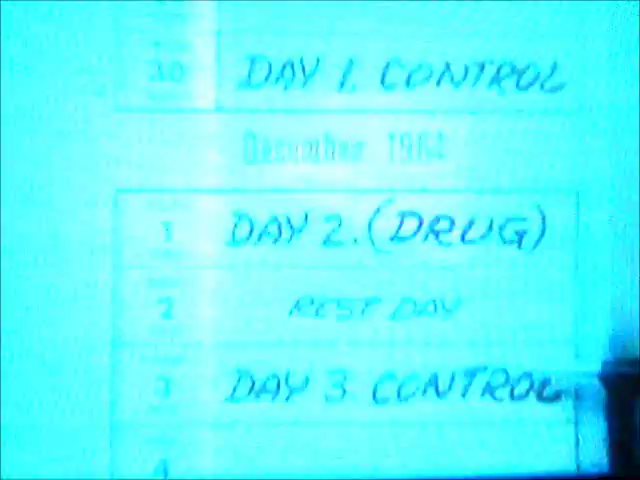 30 DAY 1. CONTROL
December 1964
1 DAY 2. (DRUG)
2 REST DAY
3 DAY 3. CONTROL
4